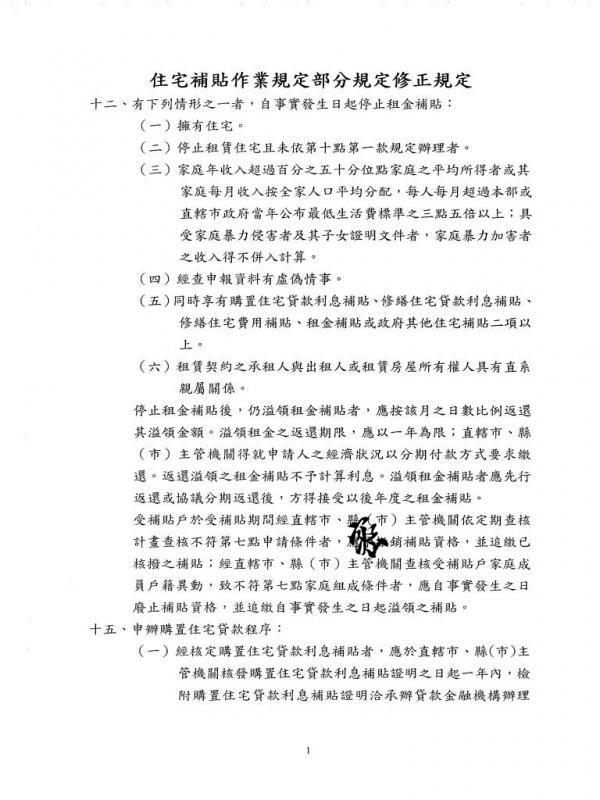 住宅補貼作業規定部分規定修正規定
十二、有下列情形之一者，自事實發生日起停止租金補貼：
（一）擁有住宅。
（二）停止租賃住宅且未依第十點第一款規定辦理者。
（三）家庭年收入超過百分之五十分位點家庭之平均所得者或其
家庭每月收入按全家人口平均分配，每人每月超過本部或
直轄市政府當年公布最低生活費標準之三點五倍以上；具
受家庭暴力侵害者及其子女證明文件者，家庭暴力加害者
之收入得不併入計算。
（四）經查申報資料有虛偽情事。
（五）同時享有購置住宅貸款利息補貼、修繕住宅貸款利息補貼、
修繕住宅費用補貼、租金補貼或政府其他住宅補貼二項以
上。
（六）租賃契約之承租人與出租人或租賃房屋所有權人具有直系
親屬關係。
停止租金補貼後，仍溢領租金補貼者，應按該月之日數比例返還
其溢領金額。溢領租金之返還期限，應以一年為限；直轄市、縣
（市）主管機關得就申請人之經濟狀況以分期付款方式要求繳
還。返還溢領之租金補貼不予計算利息。溢領租金補貼者應先行
返還或協議分期返還後，方得接受以後年度之租金補貼。
受補貼戶於受補貼期間經直轄市、縣（市）主管機關依定期查核
計畫查核不符第七點申請條件者，銷補貼資格，並追繳已
核撥之補貼；經直轄市、縣（市）主管機關查核受補貼戶家庭成
員戶籍異動，致不符第七點家庭組成條件者，應自事實發生之日
廢止補貼資格，並追繳自事實發生之日起溢領之補貼。
十五、申辦購置住宅貸款程序：
（一）經核定購置住宅貸款利息補貼者，應於直轄市、縣(市)主
管機關核發購置住宅貸款利息補貼證明之日起一年內，檢
附購置住宅貸款利息補貼證明洽承辦貸款金融機構辦理
1